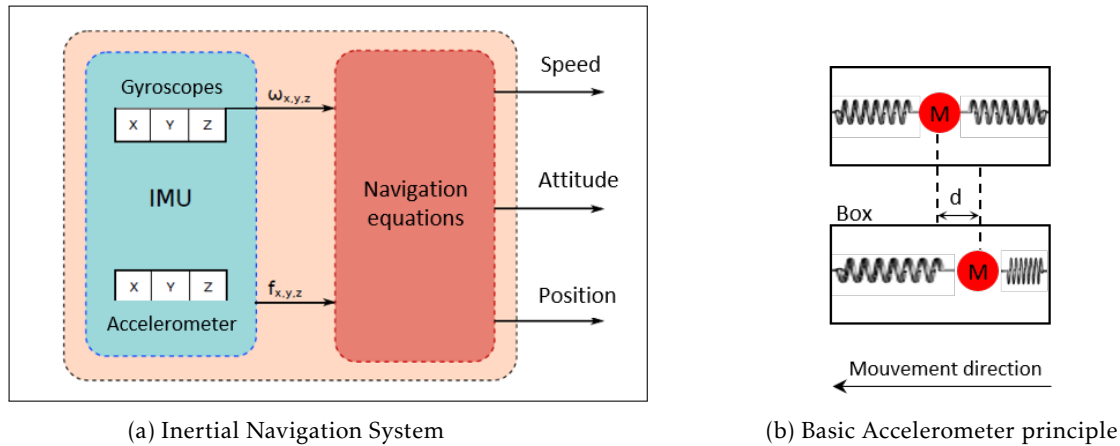 Gyroscopes
X Y Z
IMU
X Y Z
Accelerometer
ωx,y,z
fx,y,z
Navigation
equations
Speed
Attitude
Position
(a) Inertial Navigation System
M
d
Box
M
Mouvement direction
(b) Basic Accelerometer principle